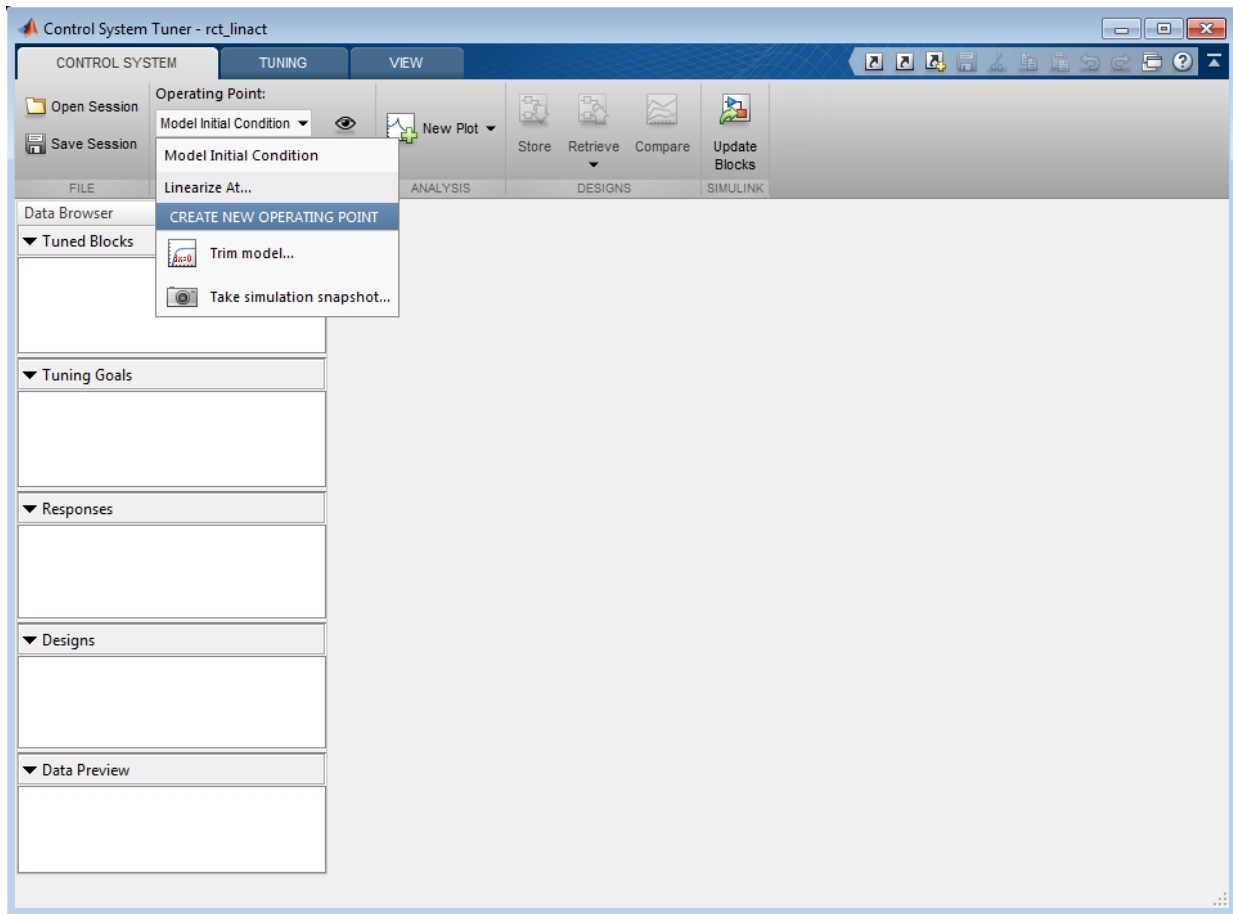 Control System Tuner - rct_linact
CONTROL SYSTEM TUNING VIEW
Open Session
Save Session
FILE
Operating Point:
Model Initial Condition
Model Initial Condition
Linearize At...
CREATE NEW OPERATING POINT
dx=0 Trim model...
Take simulation snapshot...
New Plot
ANALYSIS
Store Retrieve Compare
DESIGNS
Update
Blocks
SIMULINK
Data Browser
Tuned Blocks
Tuning Goals
Responses
Designs
Data Preview